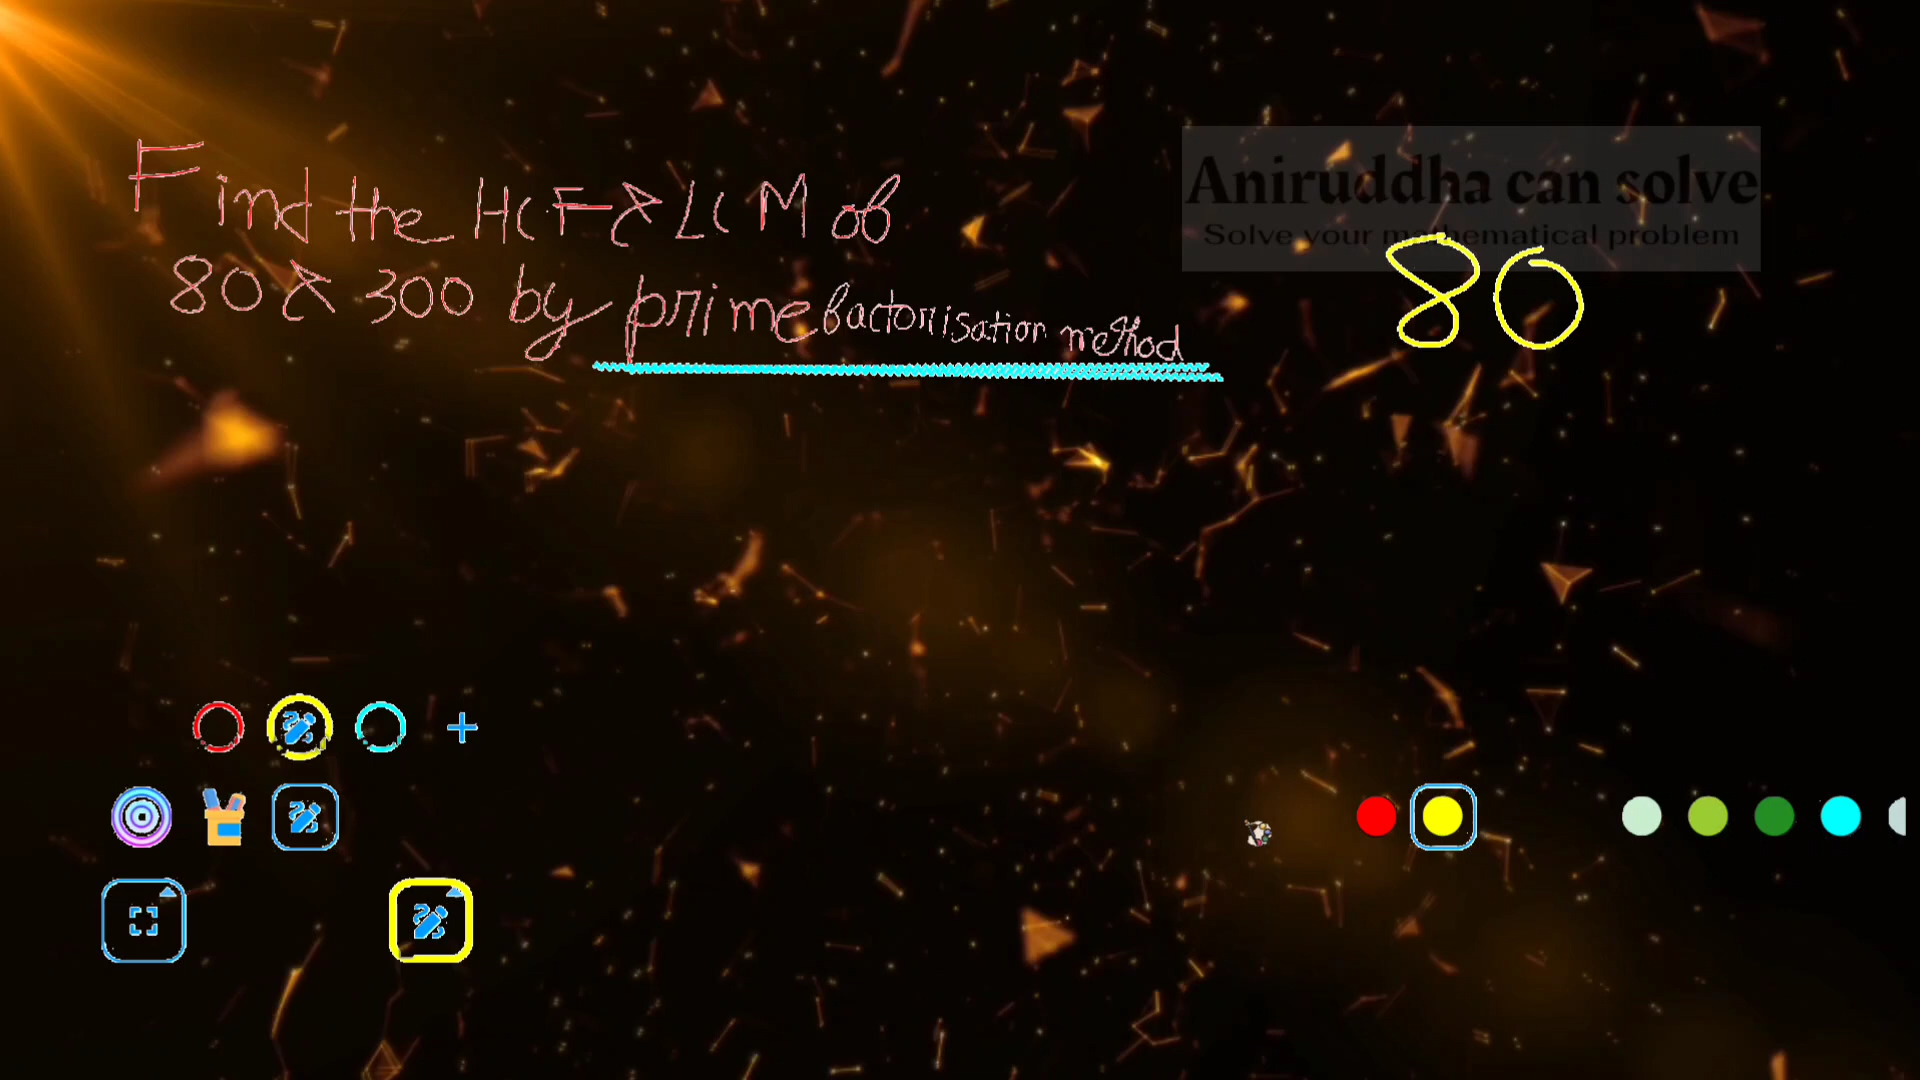 Find the HCF & LCM of
80 & 300 by prime factorisation method
Aniruddha can solve
Solve your mathematical problem
80